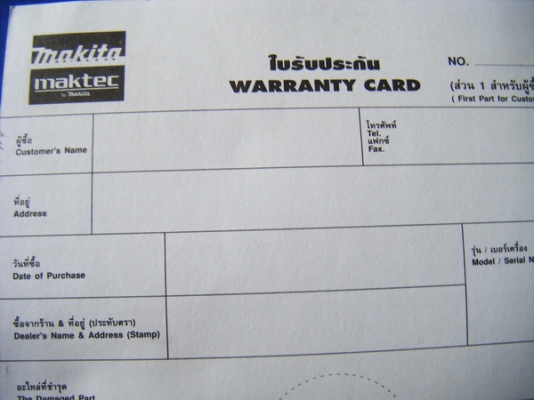 makita
maktec
by Makita
ใบรับประกัน
WARRANTY CARD
NO.
(ส่วน 1 สำหรับผู้ซื้
( First Part for Custo
ผู้ซื้อ
Customer's Name
โทรศัพท์
Tel.
แฟกซ์
Fax.
ที่อยู่
Address
วันที่ซื้อ
Date of Purchase
รุ่น / เบอร์เครื่อง
Model / Serial N
ซื้อจากร้าน & ที่อยู่ (ประทับตรา)
Dealer's Name & Address (Stamp)
อะไหล่ที่ชำรุด
The Damaged Part